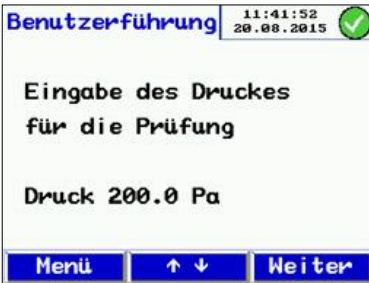 Benutzerführung
11:41:52
20.08.2015
Eingabe des Druckes
für die Prüfung
Druck 200.0 Pa
Menü ↑ ↓ Weiter